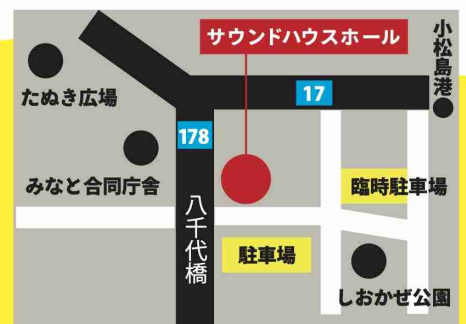 サウンドハウスホール
小松島港
17
たぬき広場
178
みなと合同庁舎
臨時駐車場
八千代橋
駐車場
しおかぜ公園